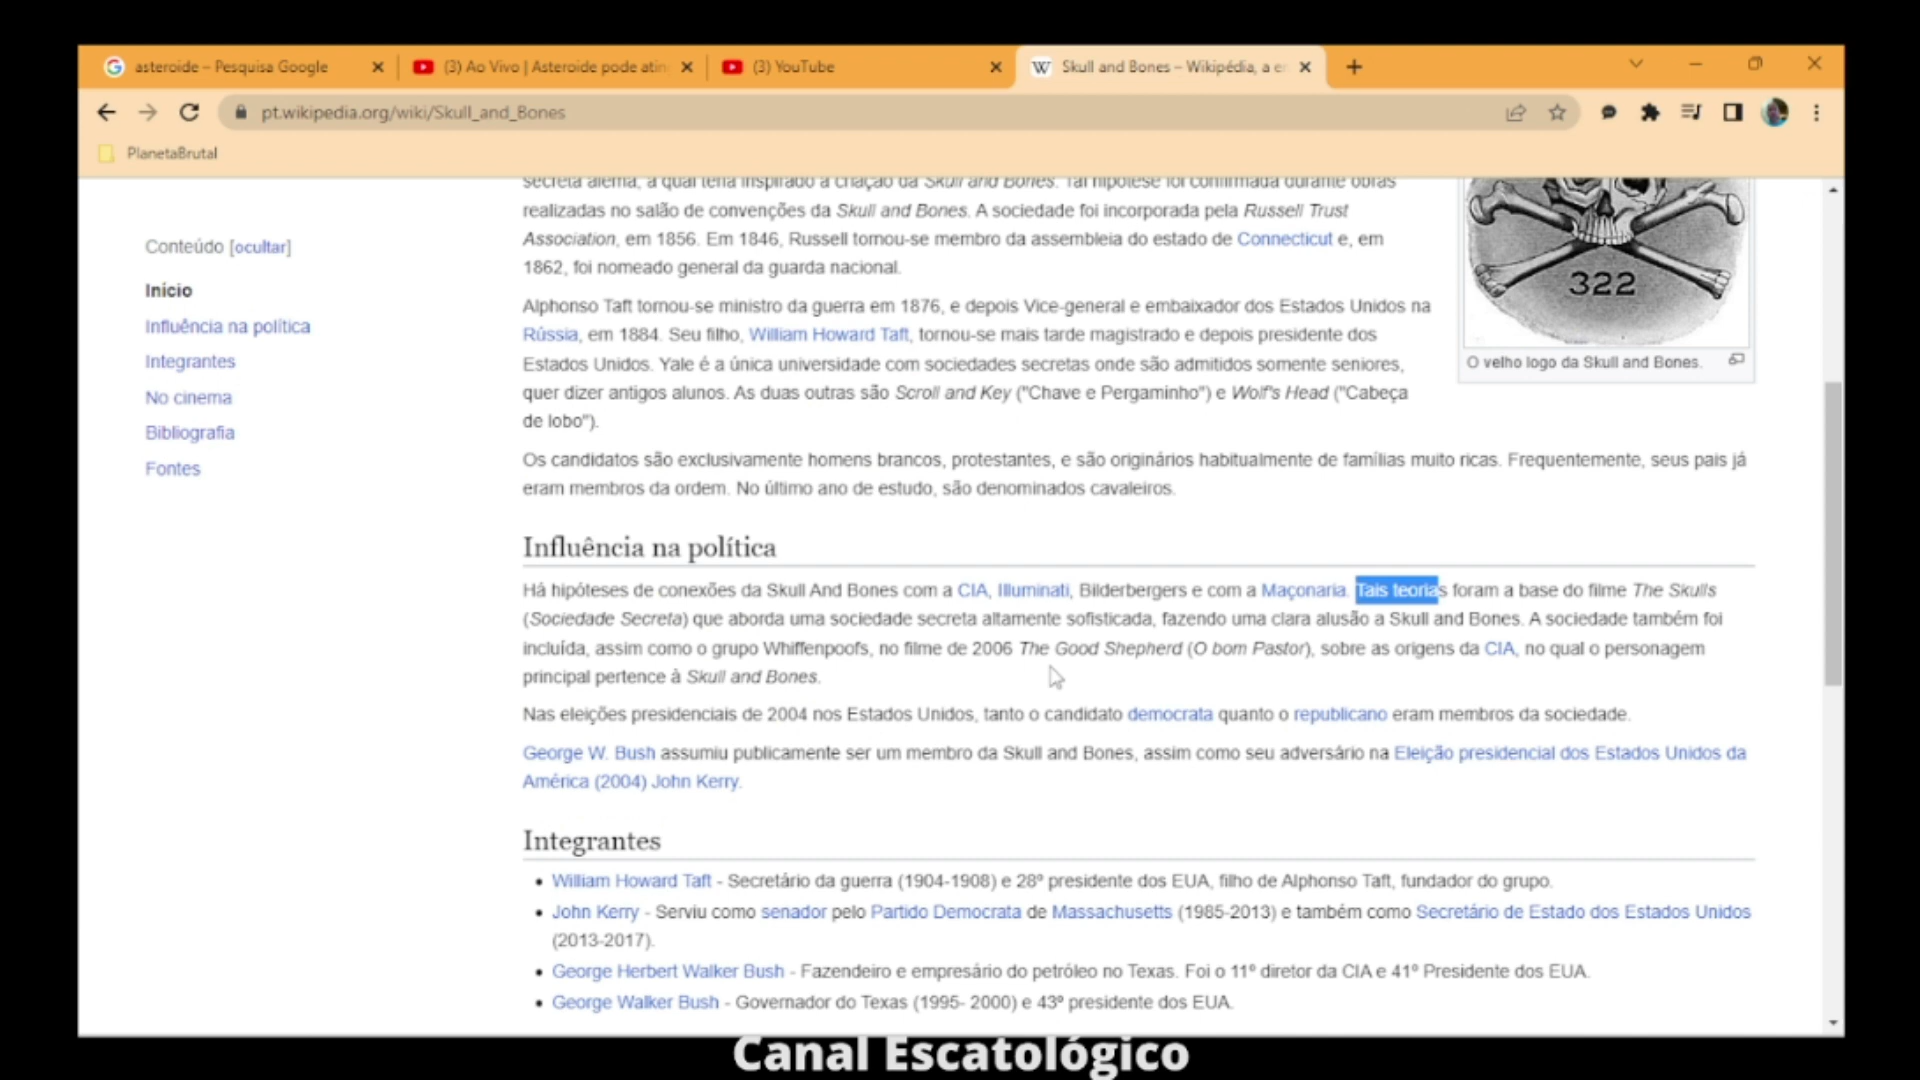 asteroide – Pesquisa Google
(3) Ao Vivo | Asteroide pode atin
(3) YouTube
W Skull and Bones – Wikipédia, a en
pt.wikipedia.org/wiki/Skull_and_Bones
PlanetaBrutal
secreta alemã, a qual teria inspirado a criação da Skull and Bones. Tal hipótese foi confirmada durante obras
realizadas no salão de convenções da Skull and Bones. A sociedade foi incorporada pela Russell Trust
Association, em 1856. Em 1846, Russell tornou-se membro da assembleia do estado de Connecticut e, em
1862, foi nomeado general da guarda nacional.
Alphonso Taft tornou-se ministro da guerra em 1876, e depois Vice-general e embaixador dos Estados Unidos na
Rússia, em 1884. Seu filho, William Howard Taft, tornou-se mais tarde magistrado e depois presidente dos
Estados Unidos. Yale é a única universidade com sociedades secretas onde são admitidos somente seniores,
quer dizer antigos alunos. As duas outras são Scroll and Key ("Chave e Pergaminho") e Wolf's Head ("Cabeça
de lobo").
322
O velho logo da Skull and Bones.
Conteúdo [ocultar]
Início
Influência na política
Integrantes
No cinema
Bibliografia
Fontes
Os candidatos são exclusivamente homens brancos, protestantes, e são originários habitualmente de famílias muito ricas. Frequentemente, seus pais já
eram membros da ordem. No último ano de estudo, são denominados cavaleiros.
Influência na política
Há hipóteses de conexões da Skull And Bones com a CIA, Illuminati, Bilderbergers e com a Maçonaria. Tais teorias foram a base do filme The Skulls
(Sociedade Secreta) que aborda uma sociedade secreta altamente sofisticada, fazendo uma clara alusão a Skull and Bones. A sociedade também foi
incluída, assim como o grupo Whiffenpoofs, no filme de 2006 The Good Shepherd (O bom Pastor), sobre as origens da CIA, no qual o personagem
principal pertence à Skull and Bones.
Nas eleições presidenciais de 2004 nos Estados Unidos, tanto o candidato democrata quanto o republicano eram membros da sociedade.
George W. Bush assumiu publicamente ser um membro da Skull and Bones, assim como seu adversário na Eleição presidencial dos Estados Unidos da
América (2004) John Kerry.
Integrantes
• William Howard Taft - Secretário da guerra (1904-1908) e 28º presidente dos EUA, filho de Alphonso Taft, fundador do grupo.
• John Kerry - Serviu como senador pelo Partido Democrata de Massachusetts (1985-2013) e também como Secretário de Estado dos Estados Unidos
(2013-2017).
• George Herbert Walker Bush - Fazendeiro e empresário do petróleo no Texas. Foi o 11º diretor da CIA e 41º Presidente dos EUA.
• George Walker Bush - Governador do Texas (1995- 2000) e 43º presidente dos EUA.
Canal Escatológico